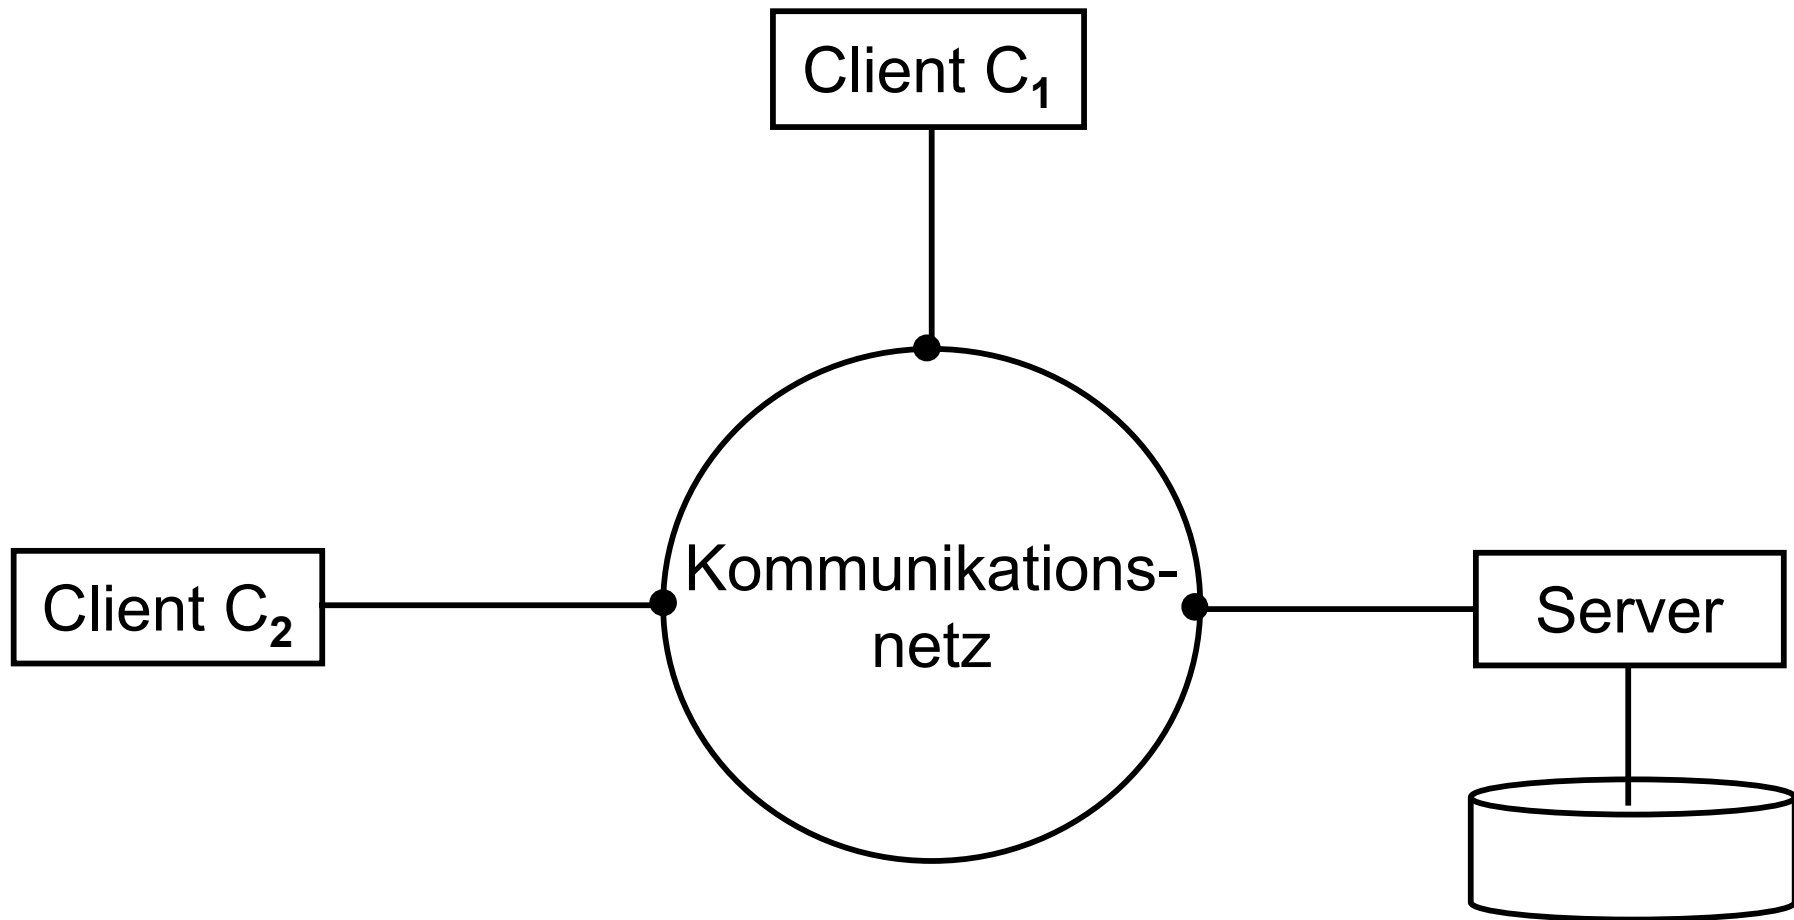 Client C₁
Client C₂
Kommunikations-
netz
Server